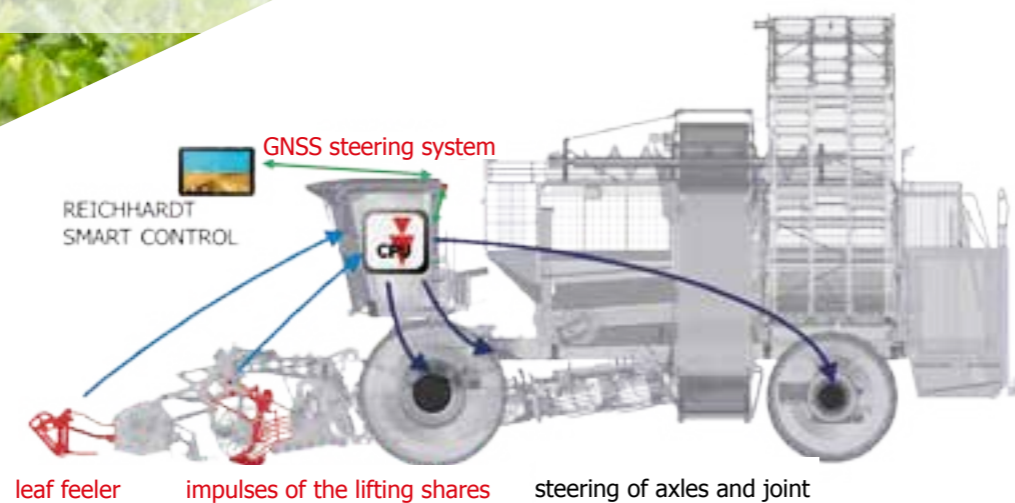 GNSS steering system
REICHHARDT
SMART CONTROL
CPU
leaf feeler
impulses of the lifting shares
steering of axles and joint